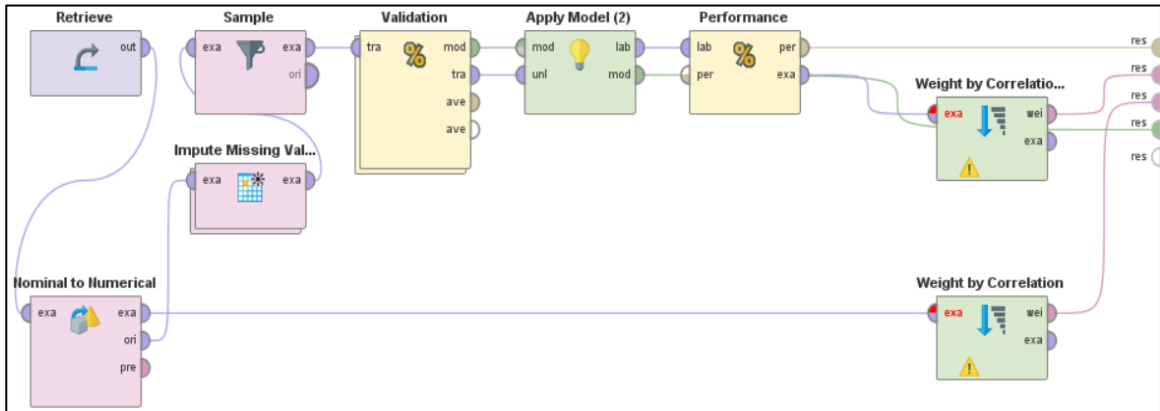 Retrieve
out
Sample
exa
exa
ori
Validation
tra
mod
tra
ave
ave
Apply Model (2)
mod
lab
unl
mod
Performance
lab
per
per
exa
Weight by Correlatio...
exa
wei
exa
res
res
res
res
res
Impute Missing Val...
exa
exa
Nominal to Numerical
exa
exa
ori
pre
Weight by Correlation
exa
wei
exa